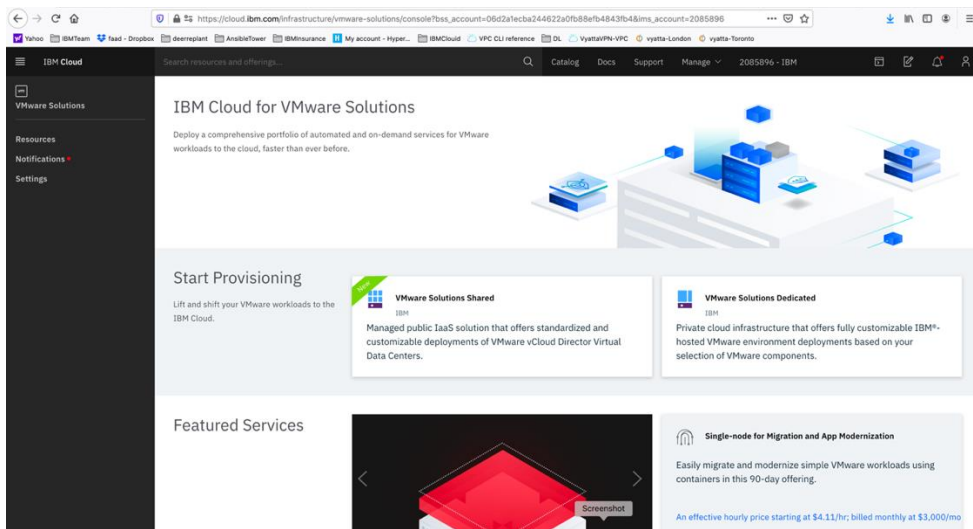 https://cloud.ibm.com/infrastructure/vmware-solutions/console?bss_account=06d2a1ecba244622a0fb88efb4843fb4&ims_account=2085896
Yahoo IBMTeam faad - Dropbox deerreplant AnsibleTower IBMInsurance My account - Hyper... IBMClouid VPC CLI reference DL VyattaVPN-VPC vyatta-London vyatta-Toronto
IBM Cloud Search resources and offerings... Catalog Docs Support Manage 2085896 - IBM
VMware Solutions
Resources
Notifications
Settings
IBM Cloud for VMware Solutions
Deploy a comprehensive portfolio of automated and on-demand services for VMware
workloads to the cloud, faster than ever before.
Start Provisioning
Lift and shift your VMware workloads to the
IBM Cloud.
New
VMware Solutions Shared
IBM
Managed public IaaS solution that offers standardized and
customizable deployments of VMware vCloud Director Virtual
Data Centers.
VMware Solutions Dedicated
IBM
Private cloud infrastructure that offers fully customizable IBM®-
hosted VMware environment deployments based on your
selection of VMware components.
Featured Services
Screenshot
Single-node for Migration and App Modernization
Easily migrate and modernize simple VMware workloads using
containers in this 90-day offering.
An effective hourly price starting at $4.11/hr; billed monthly at $3,000/mo